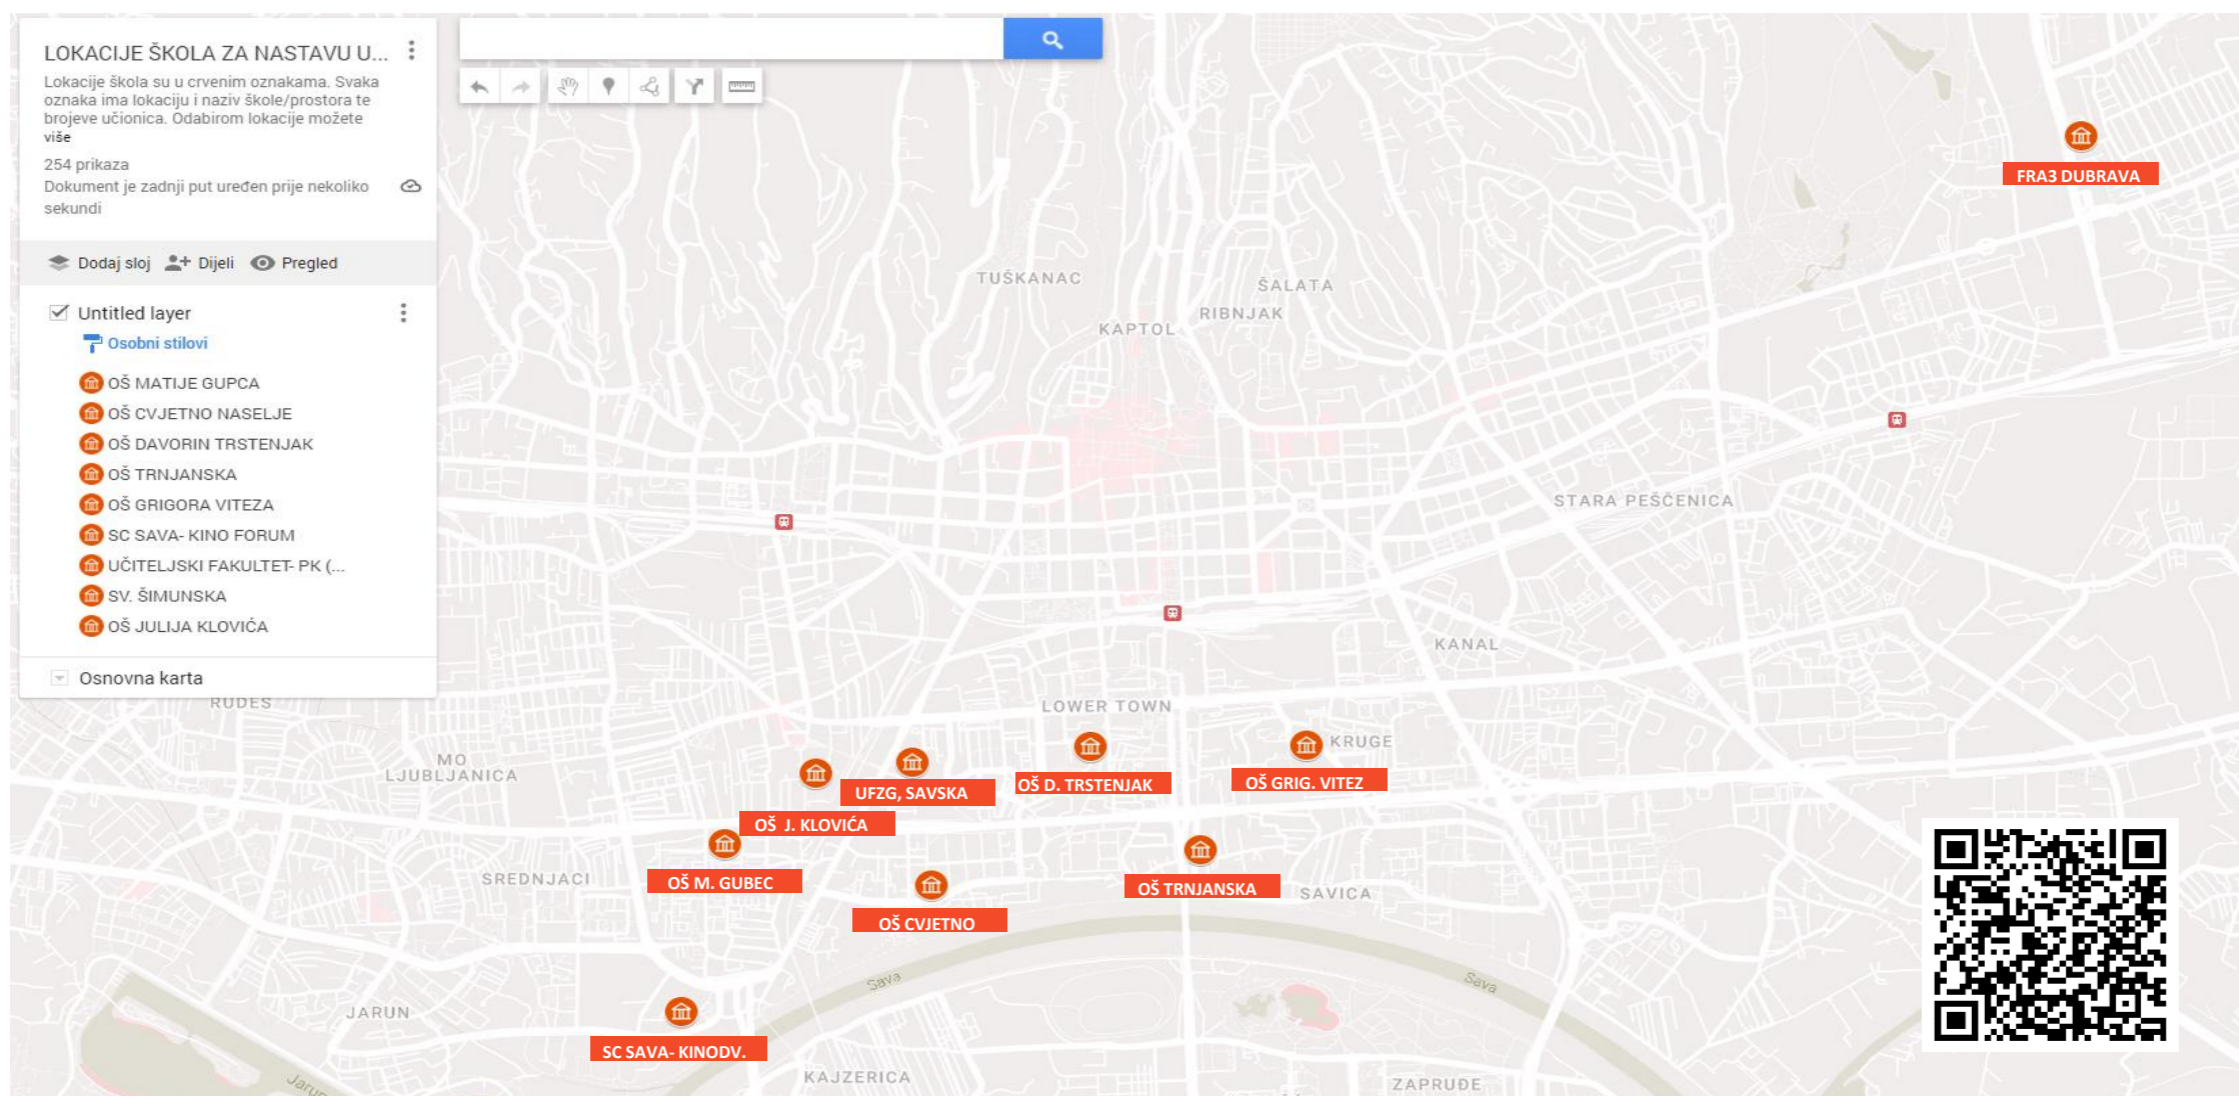 LOKACIJE ŠKOLA ZA NASTAVU U...
Lokacije škola su u crvenim oznakama. Svaka
oznaka ima lokaciju i naziv škole/prostora te
brojeve učionica. Odabirom lokacije možete
više
254 prikaza
Dokument je zadnji put uređen prije nekoliko
sekundi
Dodaj sloj Dijeli Pregled
Untitled layer
Osobni stilovi
OŠ MATIJE GUPCA
OŠ CVJETNO NASELJE
OŠ DAVORIN TRSTENJAK
OŠ TRNJANSKA
OŠ GRIGORA VITEZA
SC SAVA- KINO FORUM
UČITELJSKI FAKULTET- PK (...
SV. ŠIMUNSKA
OŠ JULIJA KLOVIĆA
Osnovna karta
FRA3 DUBRAVA
TUŠKANAC
ŠALATA
RIBNJAK
KAPTOL
STARA PEŠČENICA
KANAL
RUDEŠ
LOWER TOWN
KRUGE
MO
LJUBLJANICA
UFZG, SAVSKA
OŠ D. TRSTENJAK
OŠ GRIG. VITEZ
OŠ J. KLOVIĆA
SREDNJACI
OŠ M. GUBEC
OŠ TRNJANSKA
SAVICA
OŠ CVJETNO
Sava
Sava
JARUN
SC SAVA- KINODV.
KAJZERICA
ZAPRUĐE